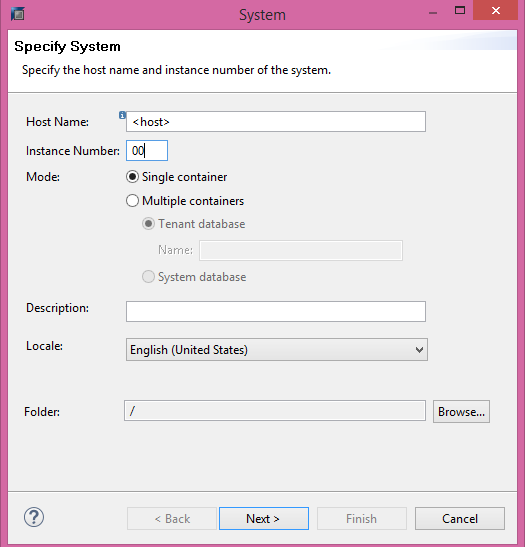 System
Specify System
Specify the host name and instance number of the system.
Host Name: <host>
Instance Number: 00
Mode: Single container
Multiple containers
Tenant database
Name:
System database
Description:
Locale: English (United States)
Folder: / Browse...
? < Back Next > Finish Cancel